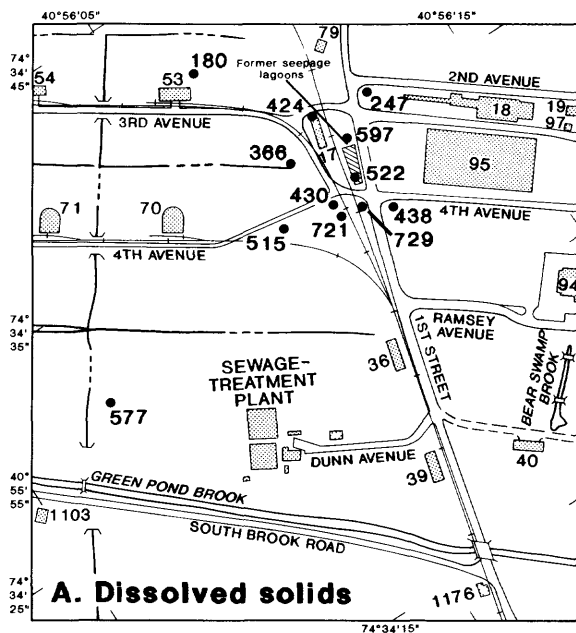 40°56'05"
40°56'15"
74°
34'
45"
79
180
Former seepage
lagoons
2ND AVENUE
54
53
424
247
18
19
97
3RD AVENUE
597
7
95
366
522
71
70
430
438
4TH AVENUE
721
729
515
4TH AVENUE
94
74°
34'
35"
RAMSEY
AVENUE
1ST STREET
BEAR SWAMP
BROOK
36
SEWAGE-
TREATMENT
PLANT
577
DUNN AVENUE
40
39
40°
55'
55"
GREEN POND BROOK
1103
SOUTH BROOK ROAD
74°
34'
25"
A. Dissolved solids
1176
74°34'15"